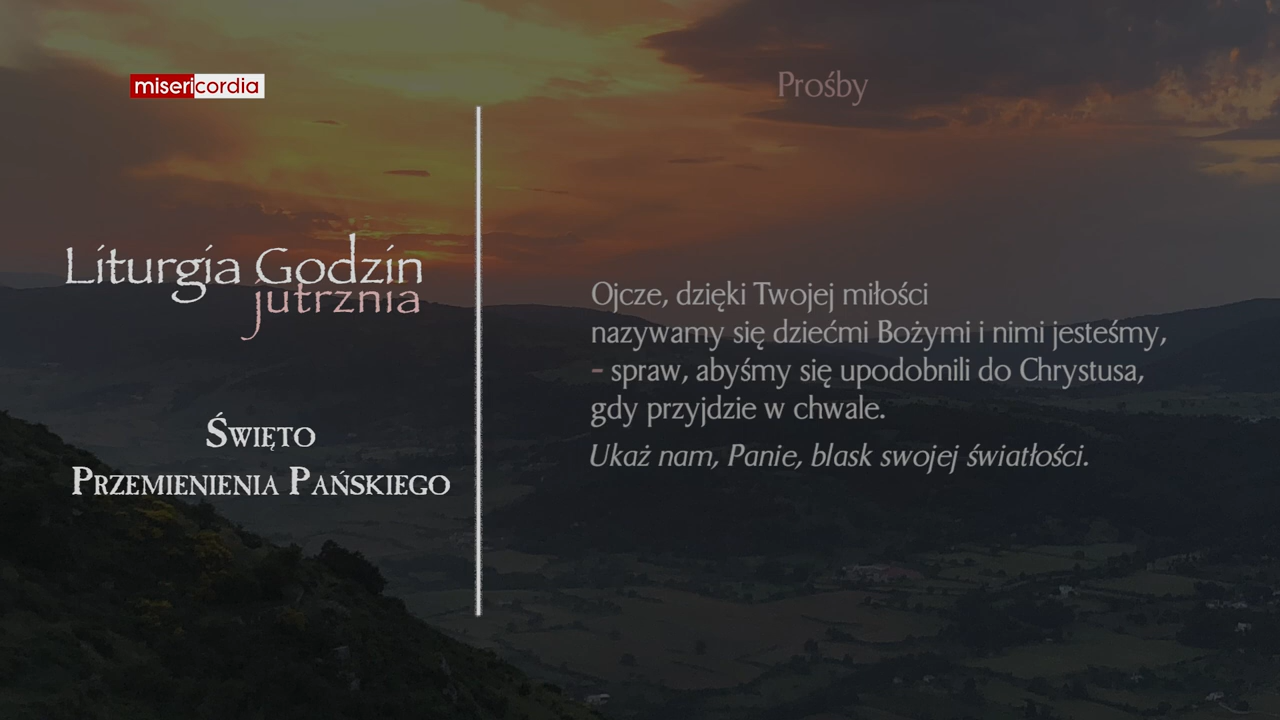 misericordia
Liturgia Godzin
jutrznia
Święto
Przemienienia Pańskiego
Prośby
Ojcze, dzięki Twojej miłości
nazywamy się dziećmi Bożymi i nimi jesteśmy,
- spraw, abyśmy się upodobnili do Chrystusa,
gdy przyjdzie w chwale.
Ukaż nam, Panie, blask swojej światłości.